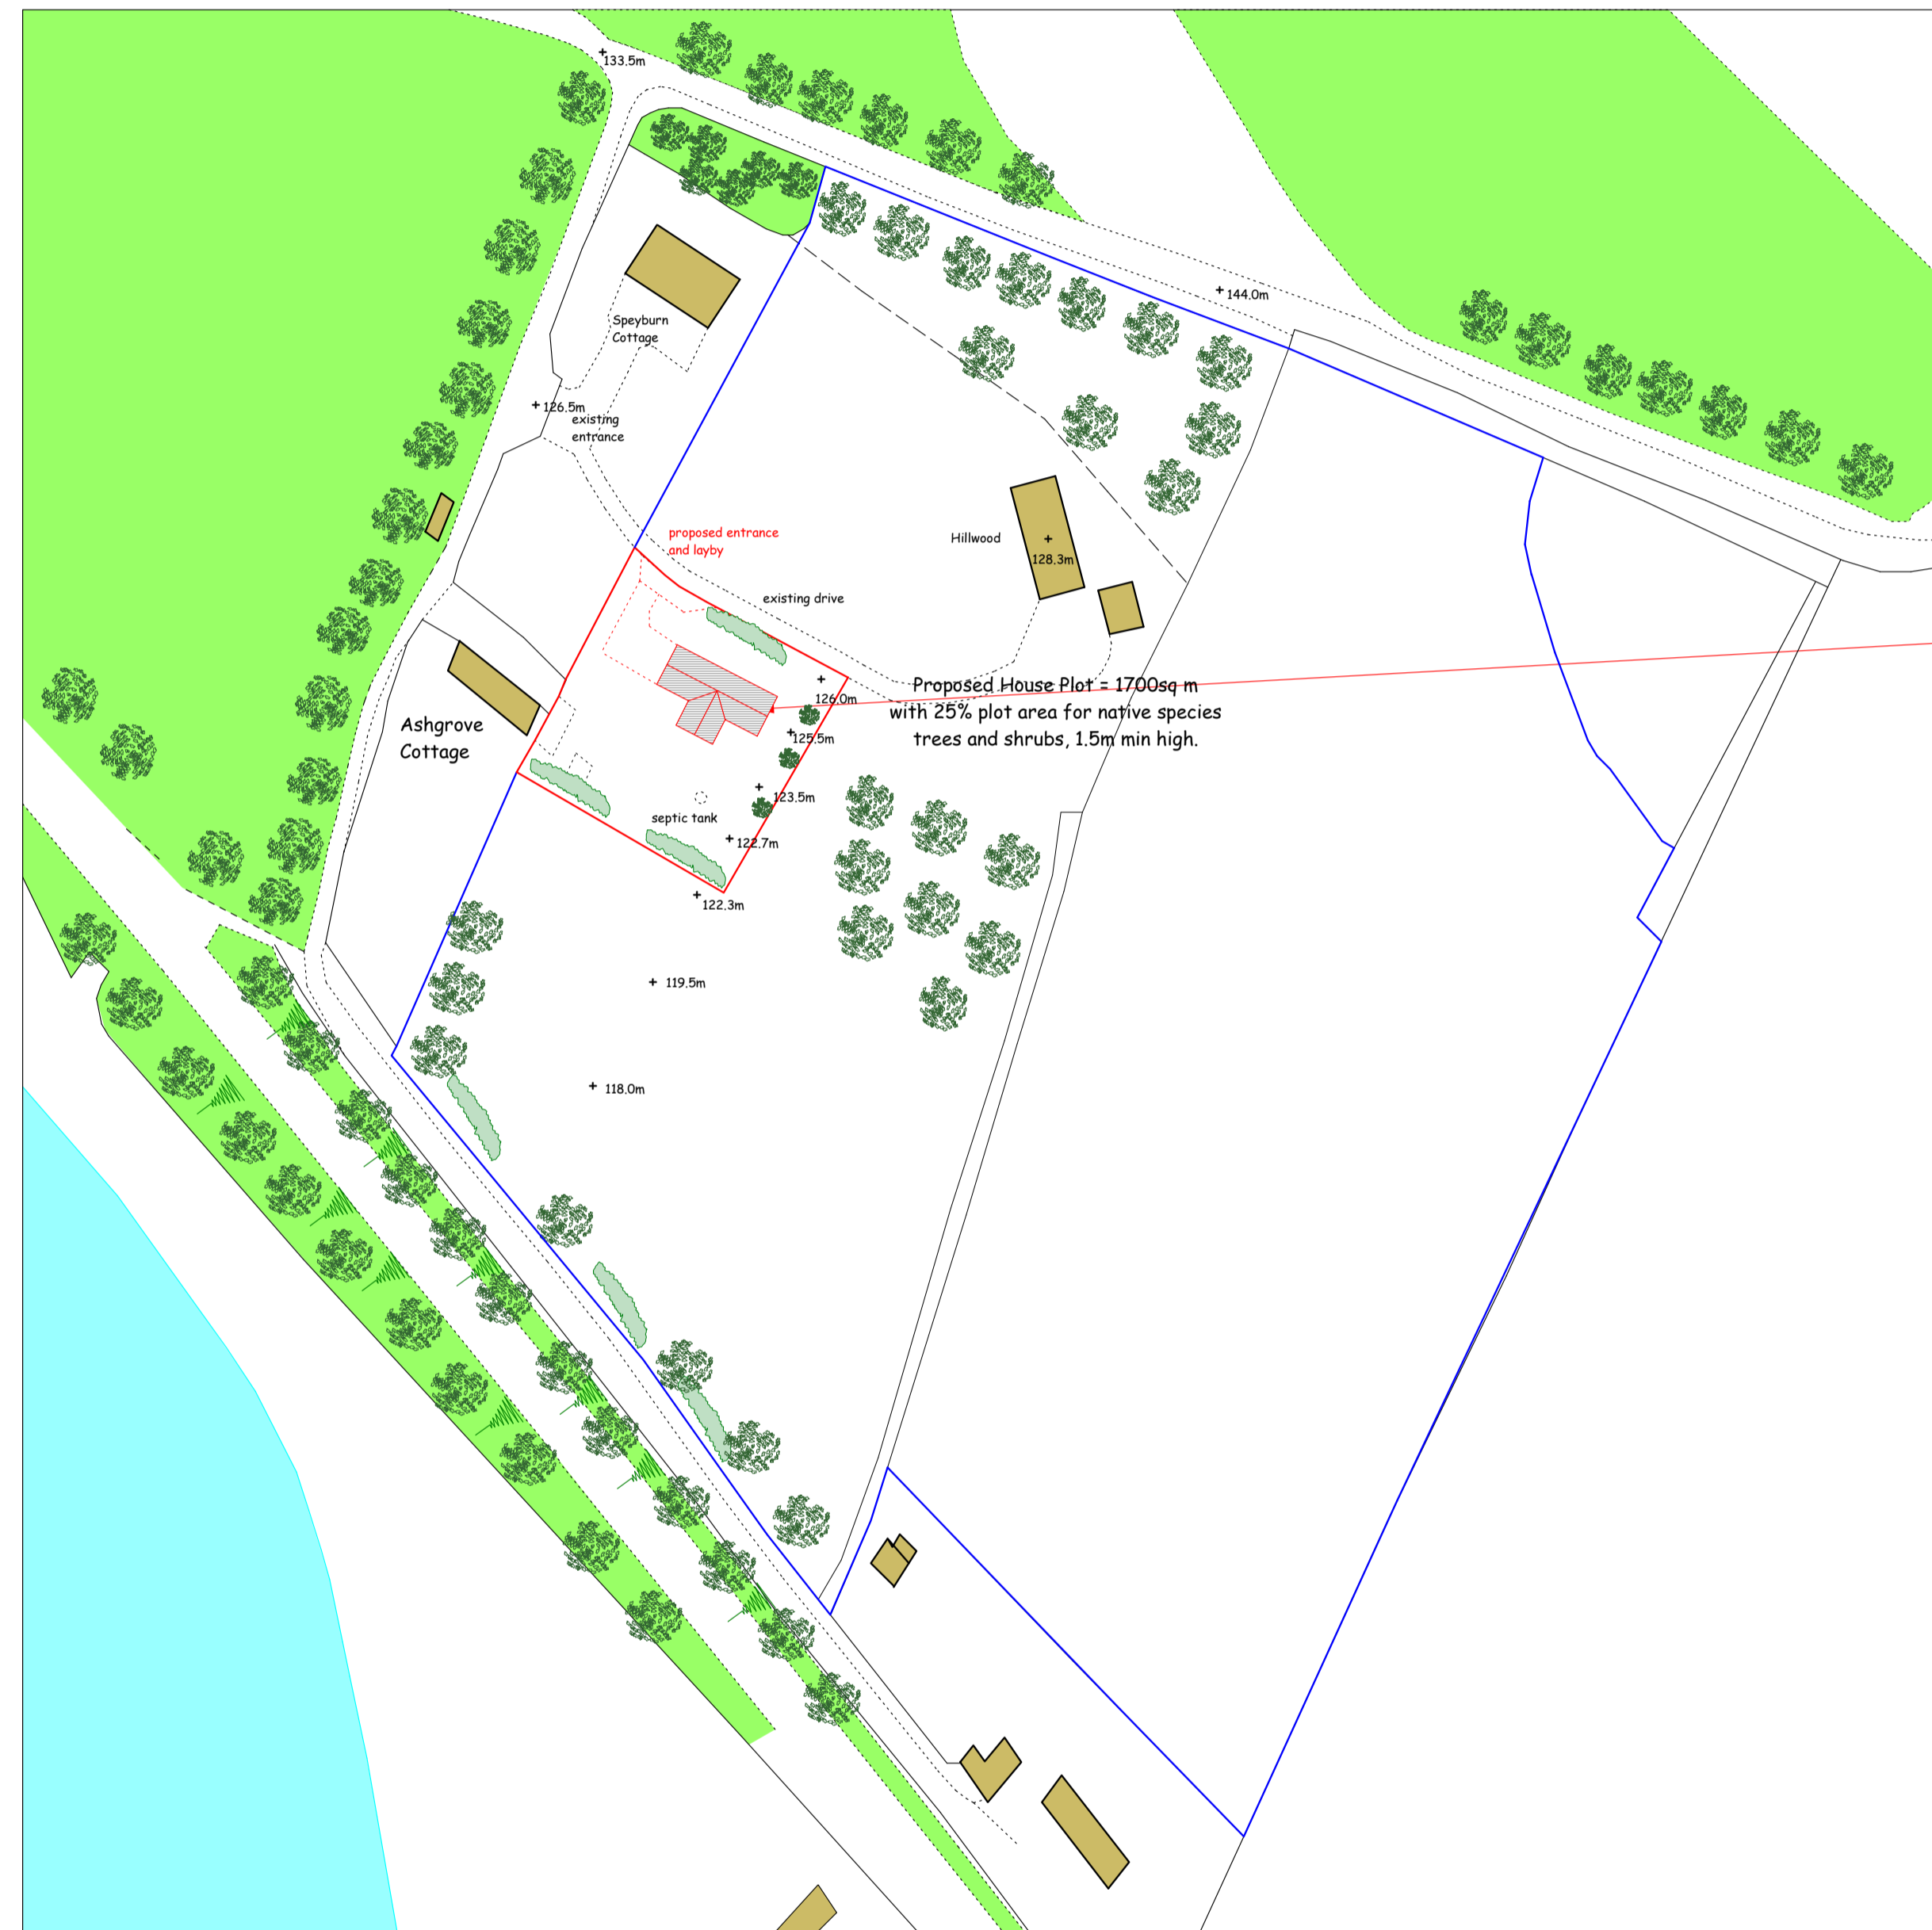 133.5m
144.0m
Speyburn
Cottage
126.5m
existing
entrance
proposed entrance
and layby
Hillwood
128.3m
existing drive
126.0m
Proposed House Plot = 1700sq m
with 25% plot area for native species
trees and shrubs, 1.5m min high.
Ashgrove
Cottage
125.5m
123.5m
septic tank
122.7m
122.3m
119.5m
118.0m